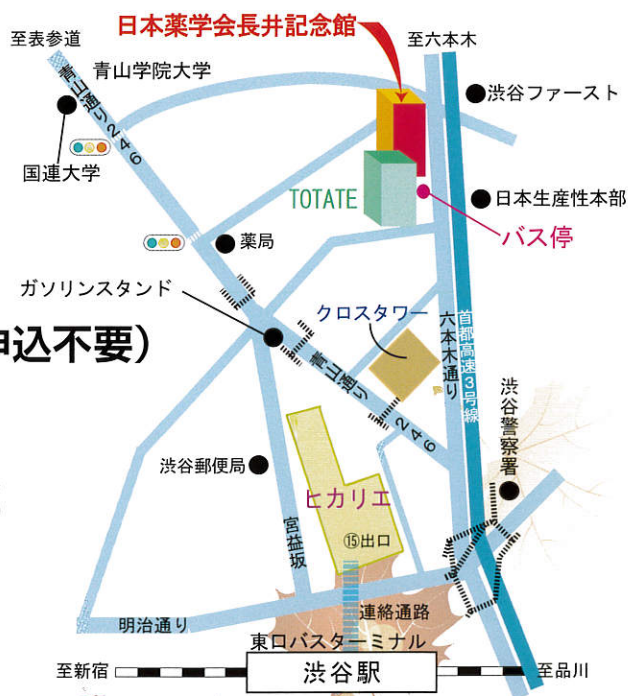 日本薬学会長井記念館
至表参道
至六本木
青山学院大学
青山通り246
渋谷ファースト
国連大学
TOTATE
日本生産性本部
バス停
薬局
ガソリンスタンド
クロスタワー
申込不要）
青山通り
246
六本木通り
首都高速3号線
渋谷警察署
渋谷郵便局
ヒカリエ
宮益坂
⑮出口
明治通り
連絡通路
東口バスターミナル
至新宿
渋谷駅
至品川